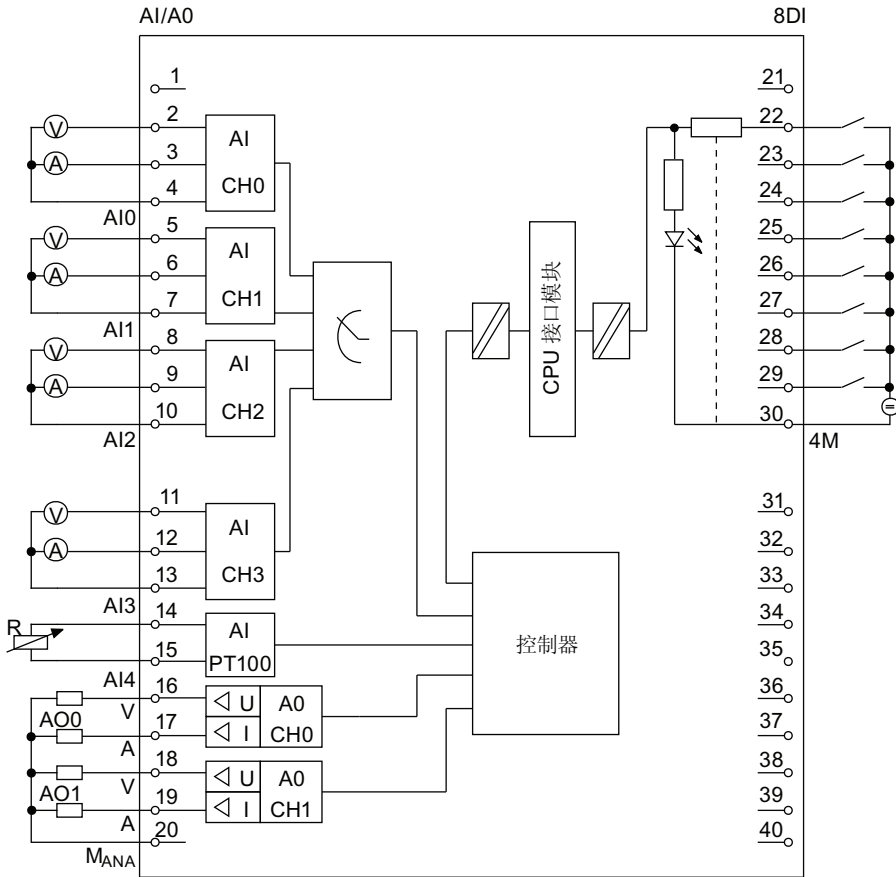 AI/A0
8DI
1
2
V
3
A
4
AI
CH0
AI0
5
V
6
A
7
AI
CH1
AI1
8
V
9
A
10
AI
CH2
AI2
11
V
12
A
13
AI
CH3
AI3
14
R
15
AI
PT100
AI4
16
V
AO0
17
A
U
I
A0
CH0
18
V
AO1
19
A
U
I
A0
CH1
20
MANA
CPU 接口模块
控制器
21
22
23
24
25
26
27
28
29
=
30
4M
31
32
33
34
35
36
37
38
39
40